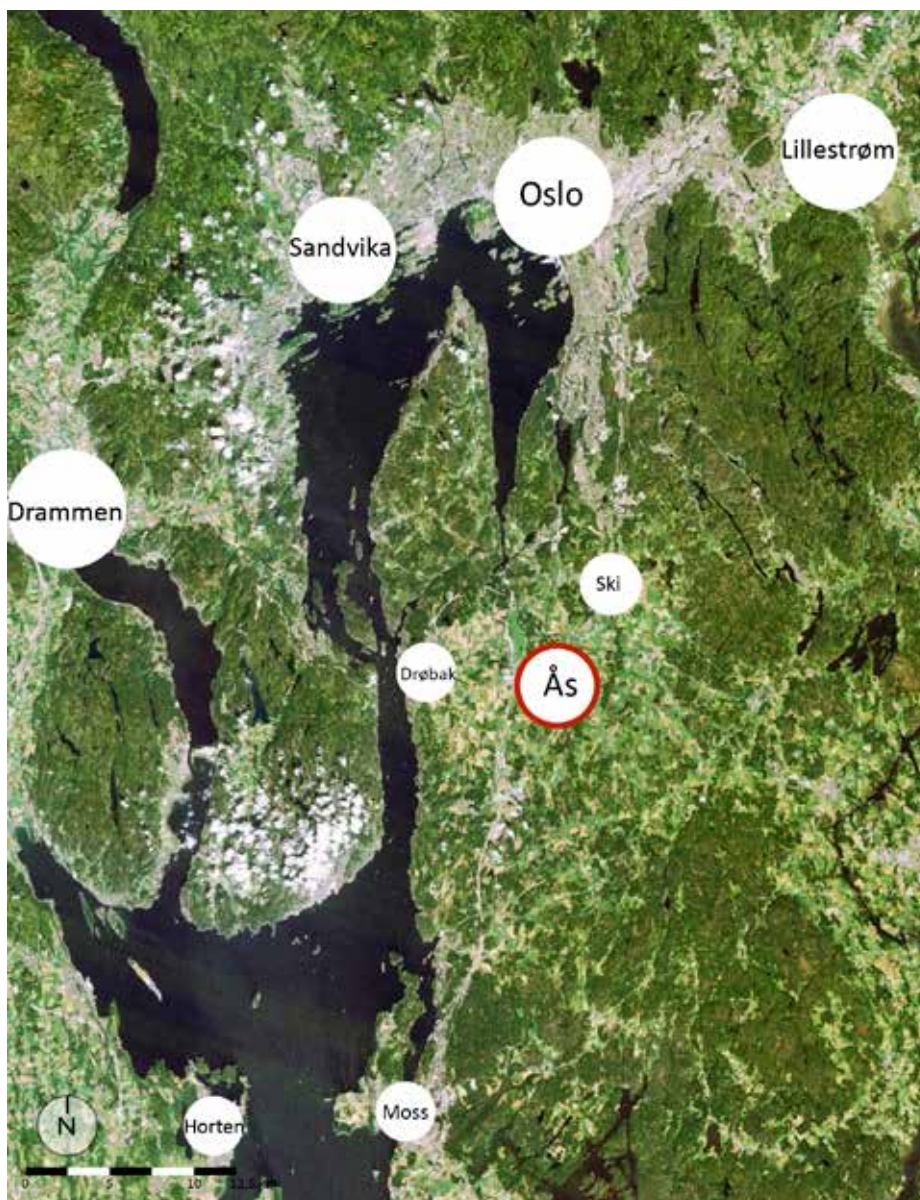 Lillestrøm
Oslo
Sandvika
Drammen
Ski
Drøbak
Ås
Moss
Horten
N
0 5 10